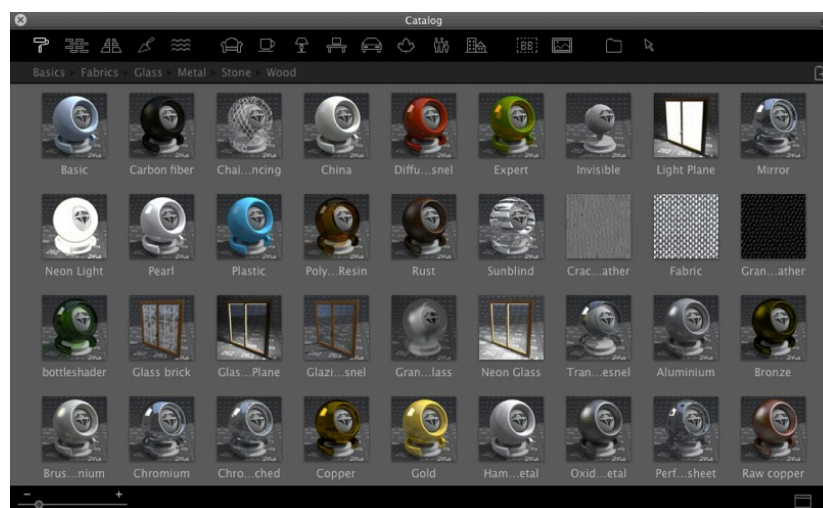 Catalog
Basics Fabrics Glass Metal Stone Wood
Basic Carbon fiber Chai...ncing China Diffu...snel Expert Invisible Light Plane Mirror
Neon Light Pearl Plastic Poly...Resin Rust Sunblind Crac...ather Fabric Gran...ather
bottleshader Glass brick Glas...Plane Glazi...snel Gran...lass Neon Glass Tran...esnel Aluminium Bronze
Brus...nium Chromium Chro...ched Copper Gold Ham...etal Oxid...etal Perf...sheet Raw copper
- +